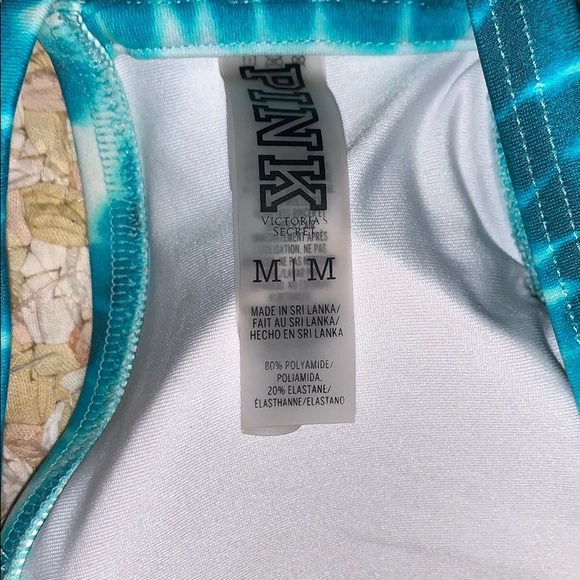 PINK
VICTORIA'S
SECRET
M | M
MADE IN SRI LANKA/
FAIT AU SRI LANKA/
HECHO EN SRI LANKA
80% POLYAMIDE/
POLIAMIDA,
20% ELASTANE/
ÉLASTHANNE/ELASTANO